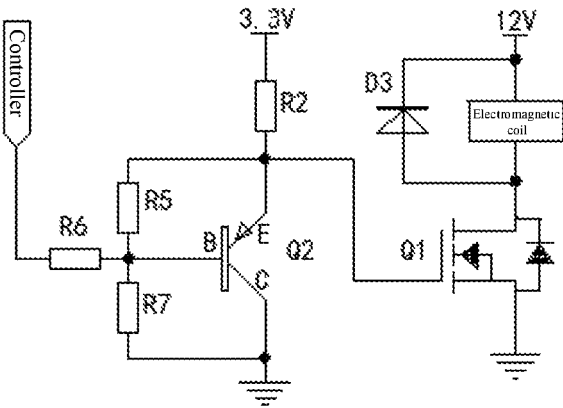 Controller
3.3V
12V
R2
D3
Electromagnetic
coil
R5
R6
B
E
Q2
Q1
C
R7